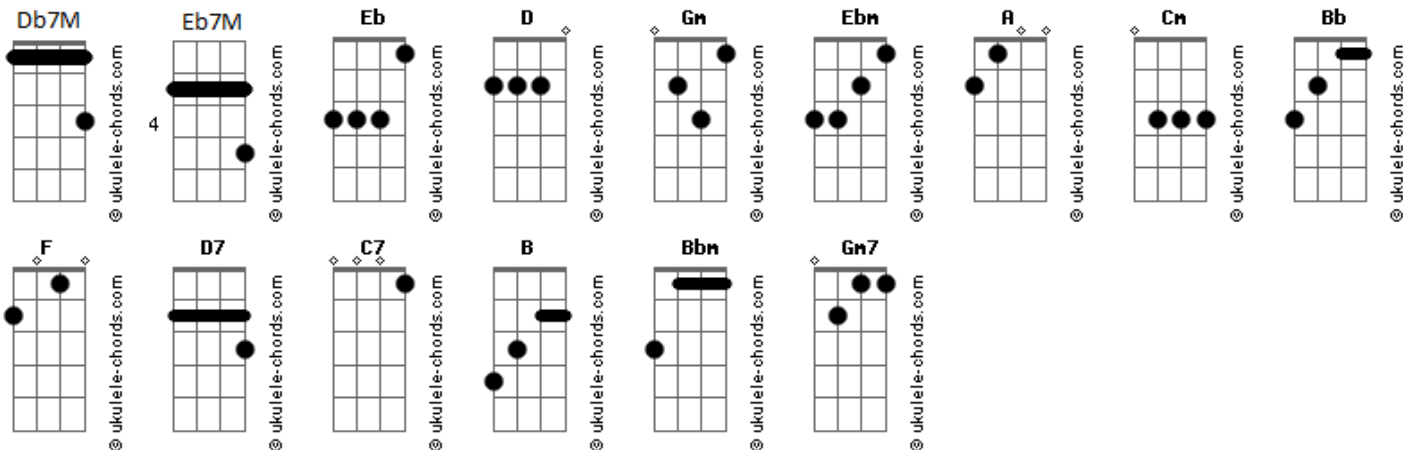 Db7M Eb7M Eb D Gm Ebm A Cm Bb
4
© ukulele-chords.com © ukulele-chords.com © ukulele-chords.com © ukulele-chords.com © ukulele-chords.com © ukulele-chords.com © ukulele-chords.com © ukulele-chords.com © ukulele-chords.com
F D7 C7 B Bbm Gm7
© ukulele-chords.com © ukulele-chords.com © ukulele-chords.com © ukulele-chords.com © ukulele-chords.com © ukulele-chords.com